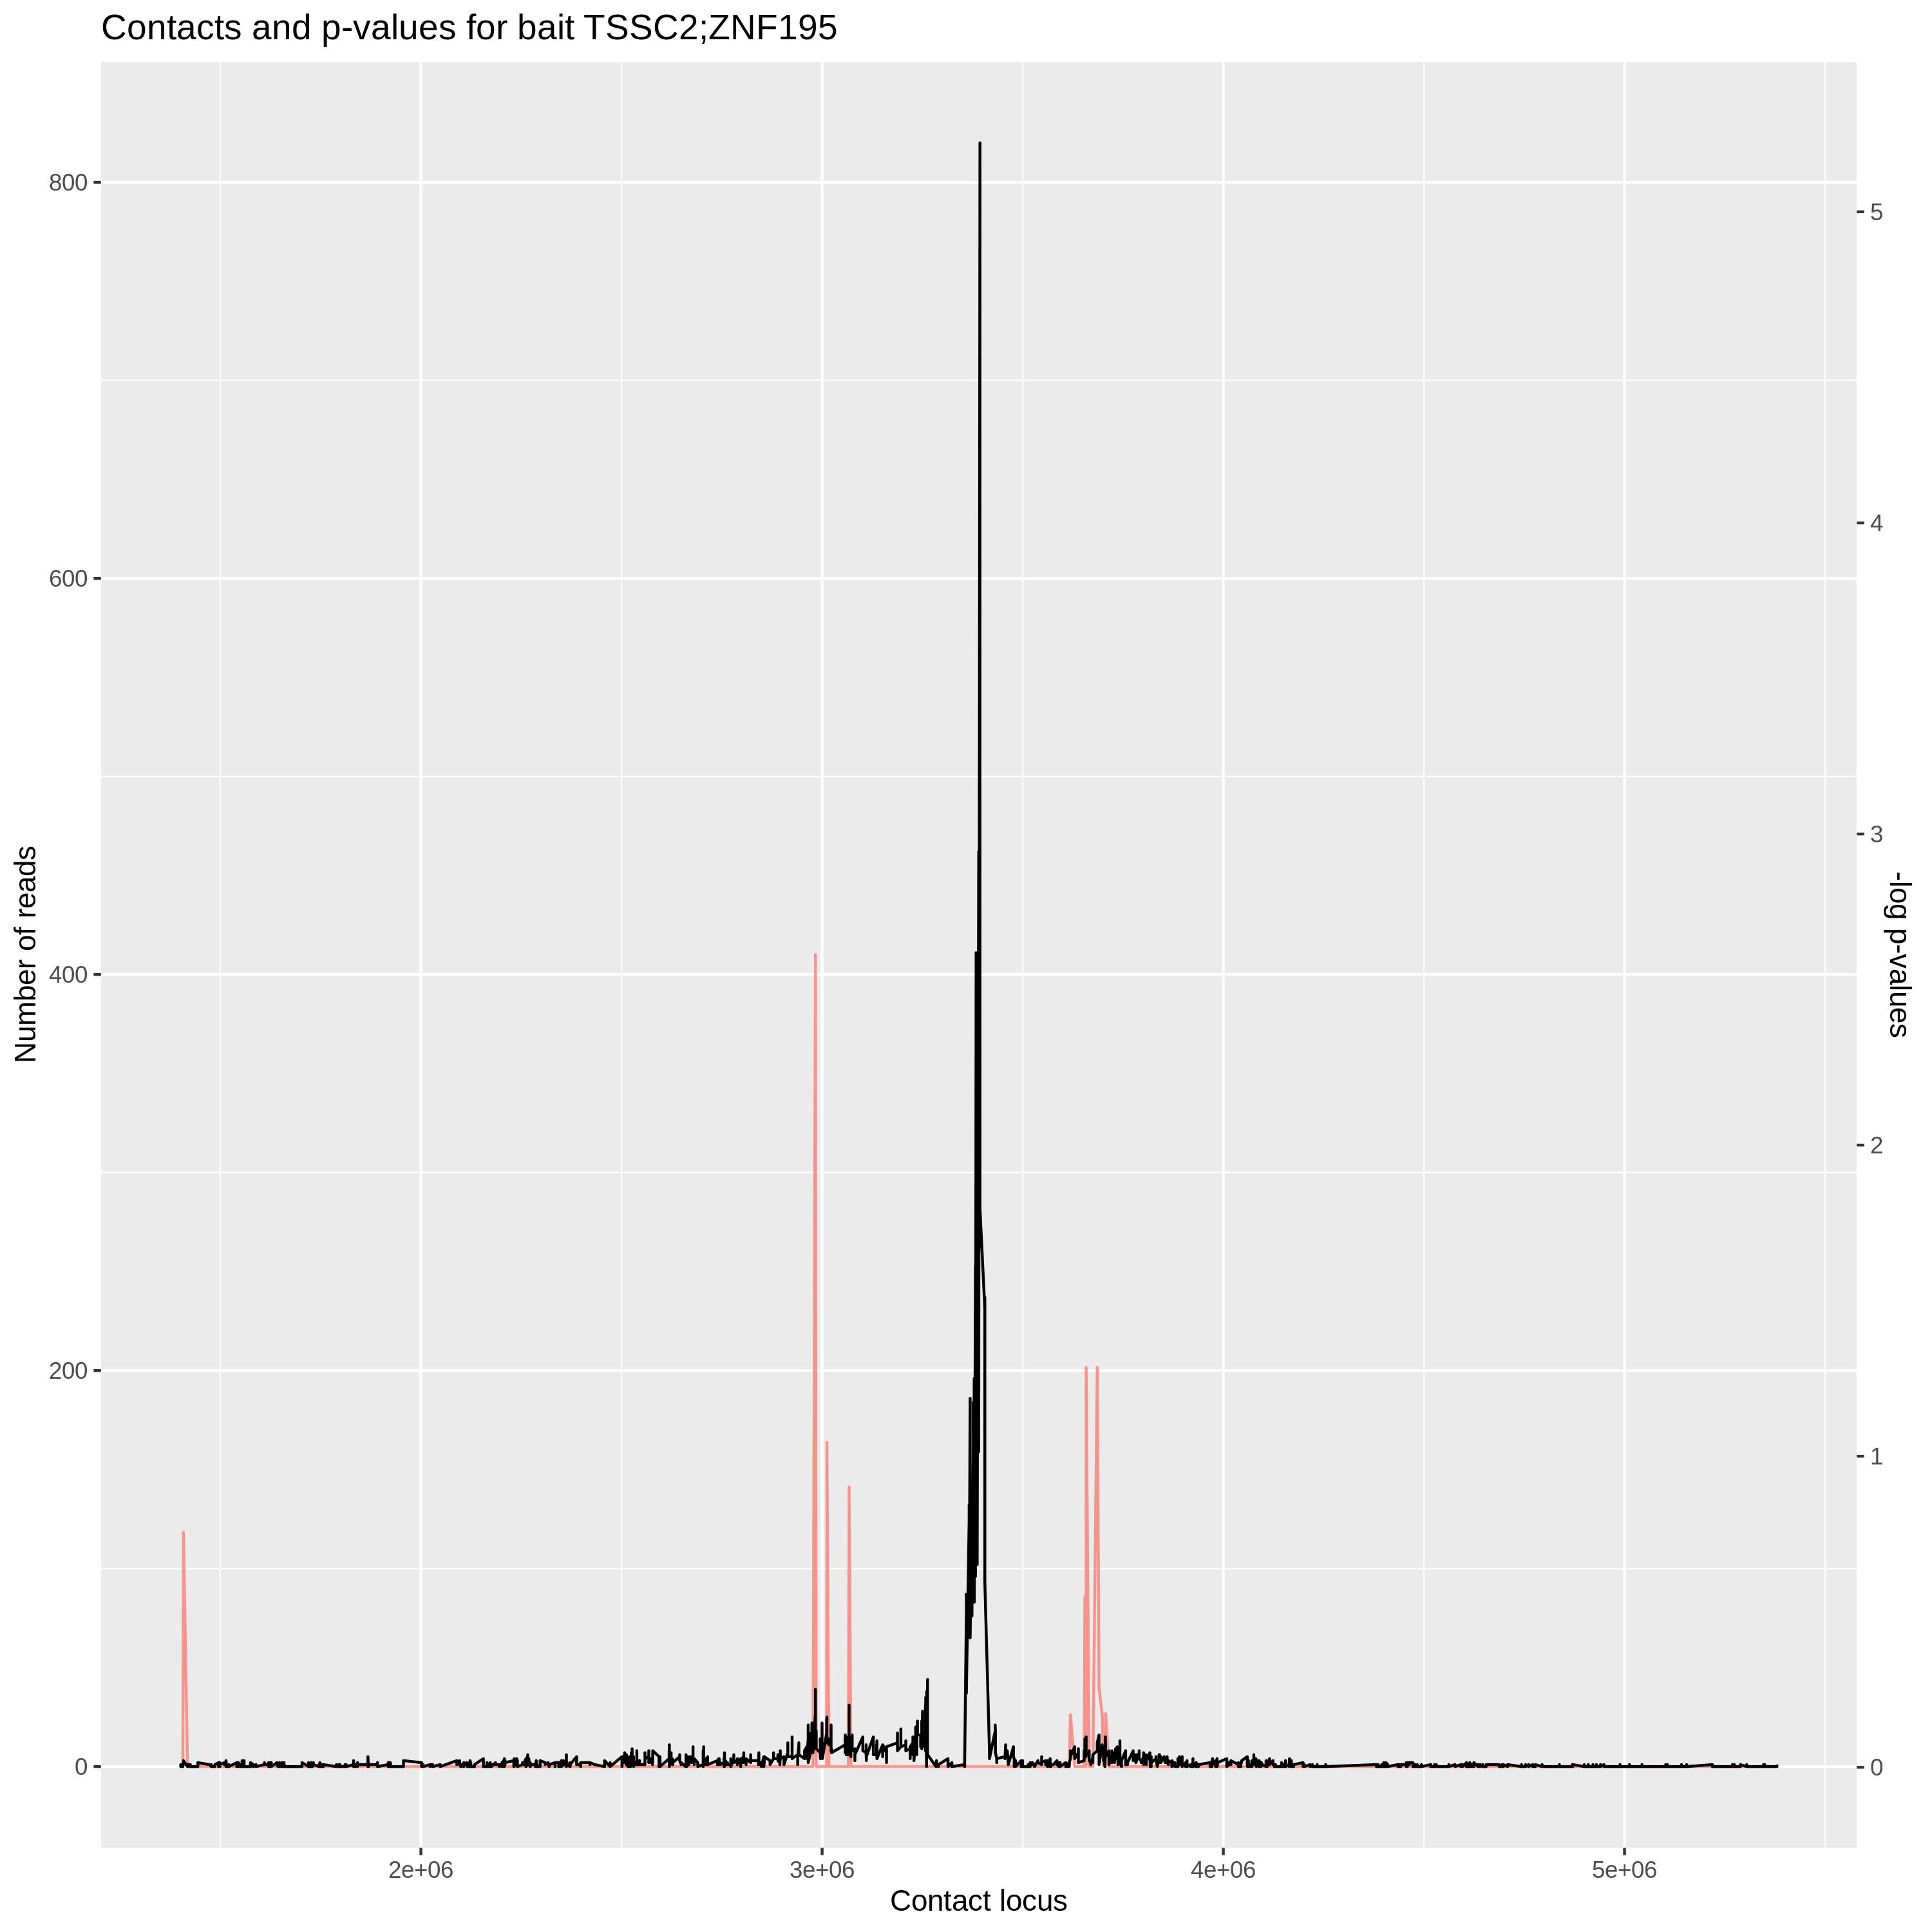 Contacts and p-values for bait TSSC2;ZNF195
800
600
400
200
0
Number of reads
5
4
3
2
1
0
-log p-values
2e+06
3e+06
4e+06
5e+06
Contact locus